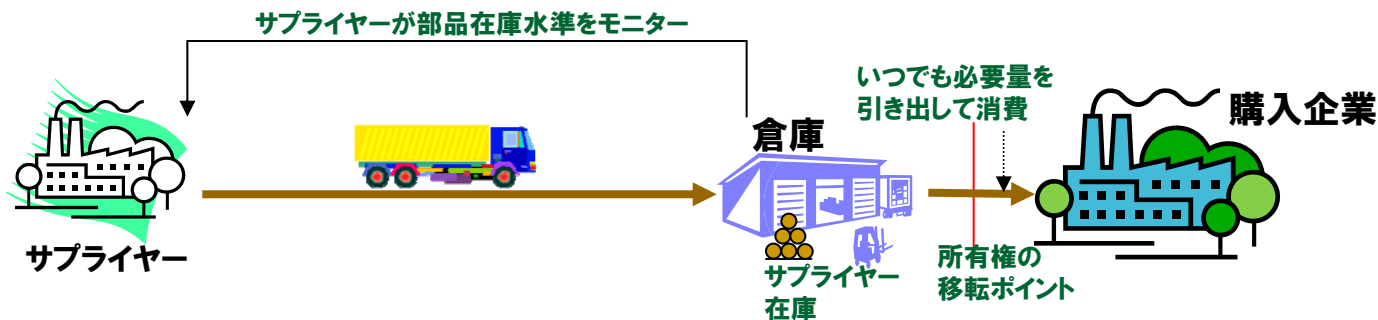 サプライヤーが部品在庫水準をモニター
いつでも必要量を
引き出して消費
購入企業
倉庫
サプライヤー
サプライヤー
在庫
所有権の
移転ポイント